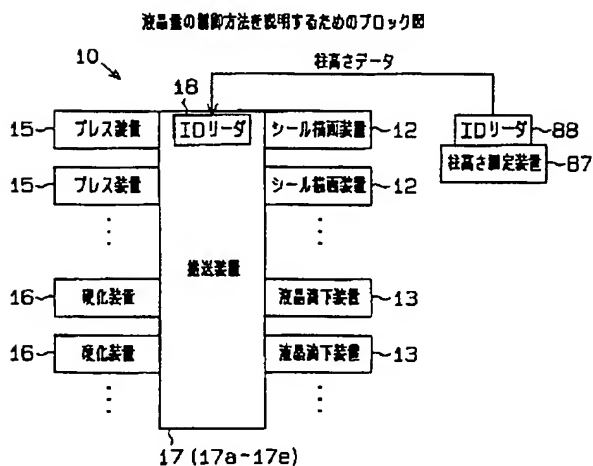 液晶量の制御方法を説明するためのブロック図
10
柱高さデータ
18
15 プレス装置 IDリーダ シール描画装置 12 IDリーダ 88
柱高さ測定装置 87
15 プレス装置 シール描画装置 12
搬送装置
16 硬化装置 液晶滴下装置 13
16 硬化装置 液晶滴下装置 13
17 (17a~17e)